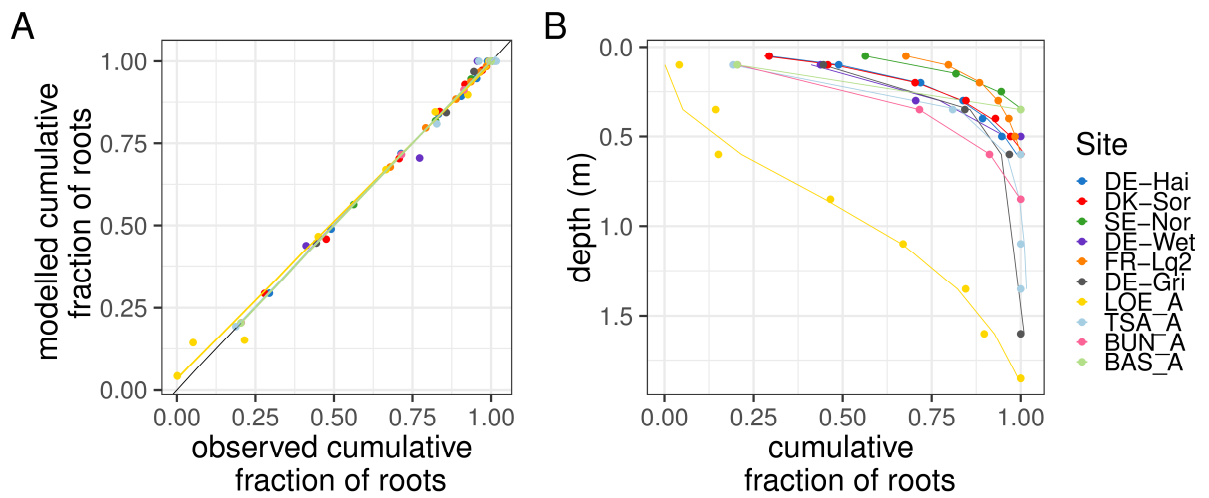 A
modelled cumulative
fraction of roots
1.00
0.75
0.50
0.25
0.00
0.00 0.25 0.50 0.75 1.00
observed cumulative
fraction of roots
B
depth (m)
0.0
0.5
1.0
1.5
0.00 0.25 0.50 0.75 1.00
cumulative
fraction of roots
Site
DE−Hai
DK−Sor
SE−Nor
DE−Wet
FR−Lq2
DE−Gri
LOE_A
TSA_A
BUN_A
BAS_A